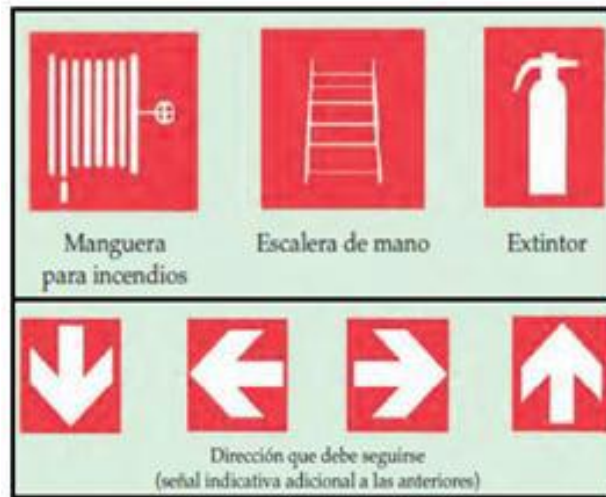 Manguera
para incendios
Escalera de mano
Extintor
Dirección que debe seguirse
(señal indicativa adicional a las anteriores)